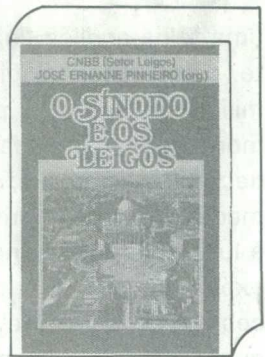 CNBB (Setor Leigos)
JOSÉ ERNANNE PINHEIRO (org.)
O SÍNODO
E OS
LEIGOS